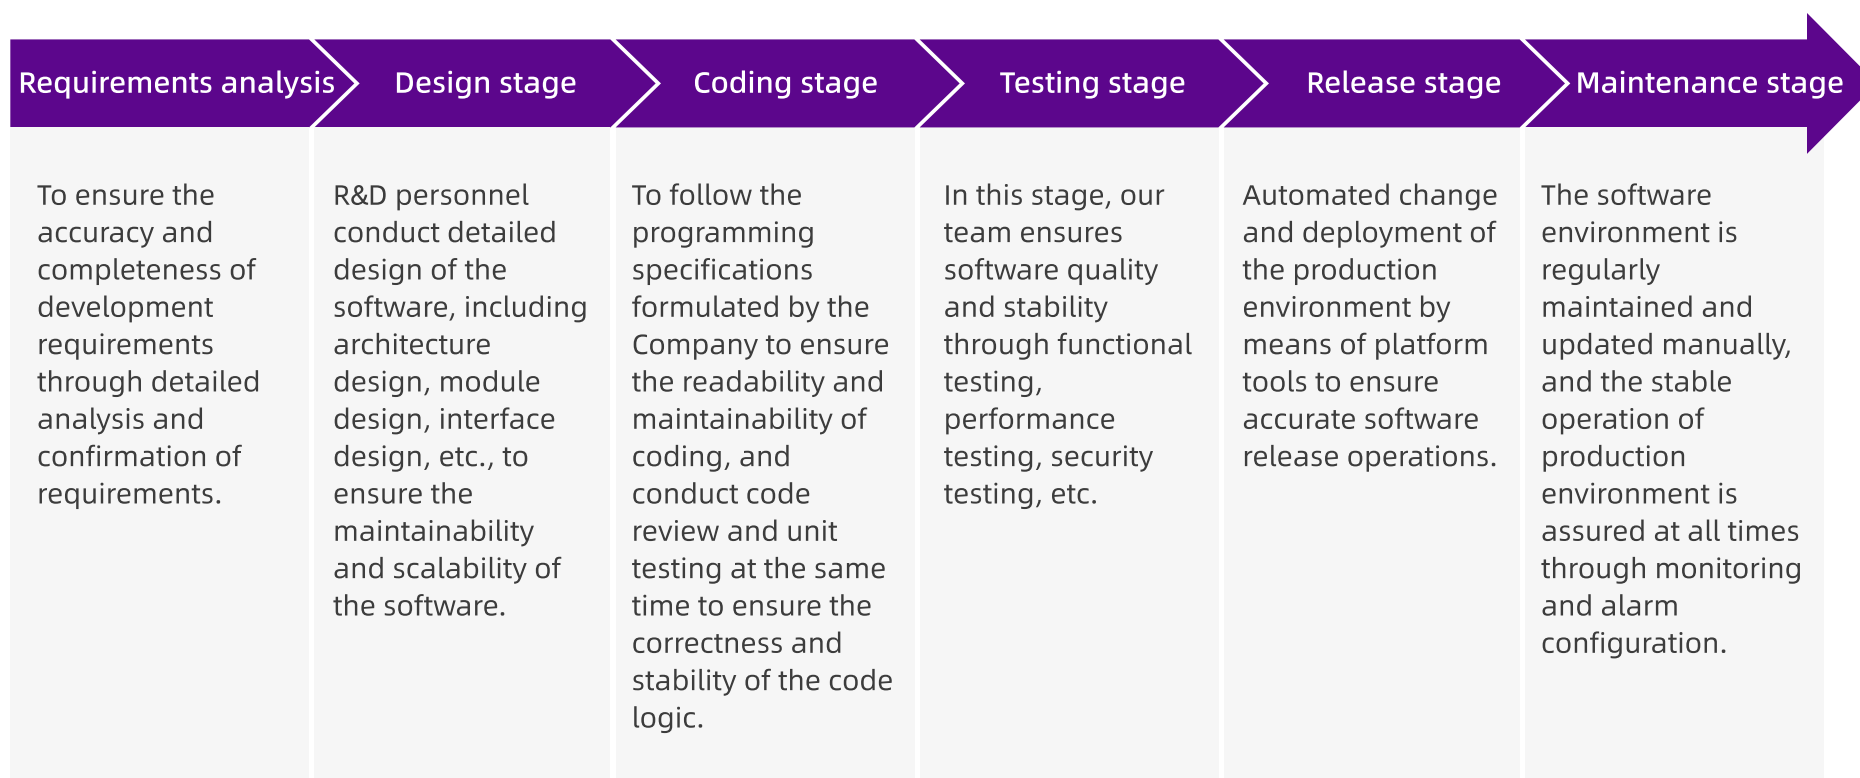 Requirements analysis
Design stage
Coding stage
Testing stage
Release stage
Maintenance stage
To ensure the
accuracy and
completeness of
development
requirements
through detailed
analysis and
confirmation of
requirements.
R&D personnel
conduct detailed
design of the
software, including
architecture
design, module
design, interface
design, etc., to
ensure the
maintainability
and scalability of
the software.
To follow the
programming
specifications
formulated by the
Company to ensure
the readability and
maintainability of
coding, and
conduct code
review and unit
testing at the same
time to ensure the
correctness and
stability of the code
logic.
In this stage, our
team ensures
software quality
and stability
through functional
testing,
performance
testing, security
testing, etc.
Automated change
and deployment of
the production
environment by
means of platform
tools to ensure
accurate software
release operations.
The software
environment is
regularly
maintained and
updated manually,
and the stable
operation of
production
environment is
assured at all times
through monitoring
and alarm
configuration.